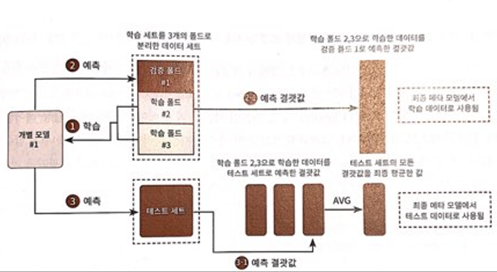 학습 세트를 3개의 폴드로
분리한 데이터 세트
학습 폴드 2,3으로 학습한 데이터를
검증 폴드 1로 예측한 결괏값
2 예측
검증 폴드
#1
학습 폴드
#2
학습 폴드
#3
1 학습
개별 모델
#1
예측 결괏값
최종 메타 모델에서
학습 데이터로 사용됨
학습 폴드 2,3으로 학습한 데이터를
테스트 세트로 예측한 결괏값
테스트 세트의 모든
결괏값을 최종 평균한 값
3 예측
테스트 세트
AVG
최종 메타 모델에서
테스트 데이터로 사용됨
3-1 예측 결괏값